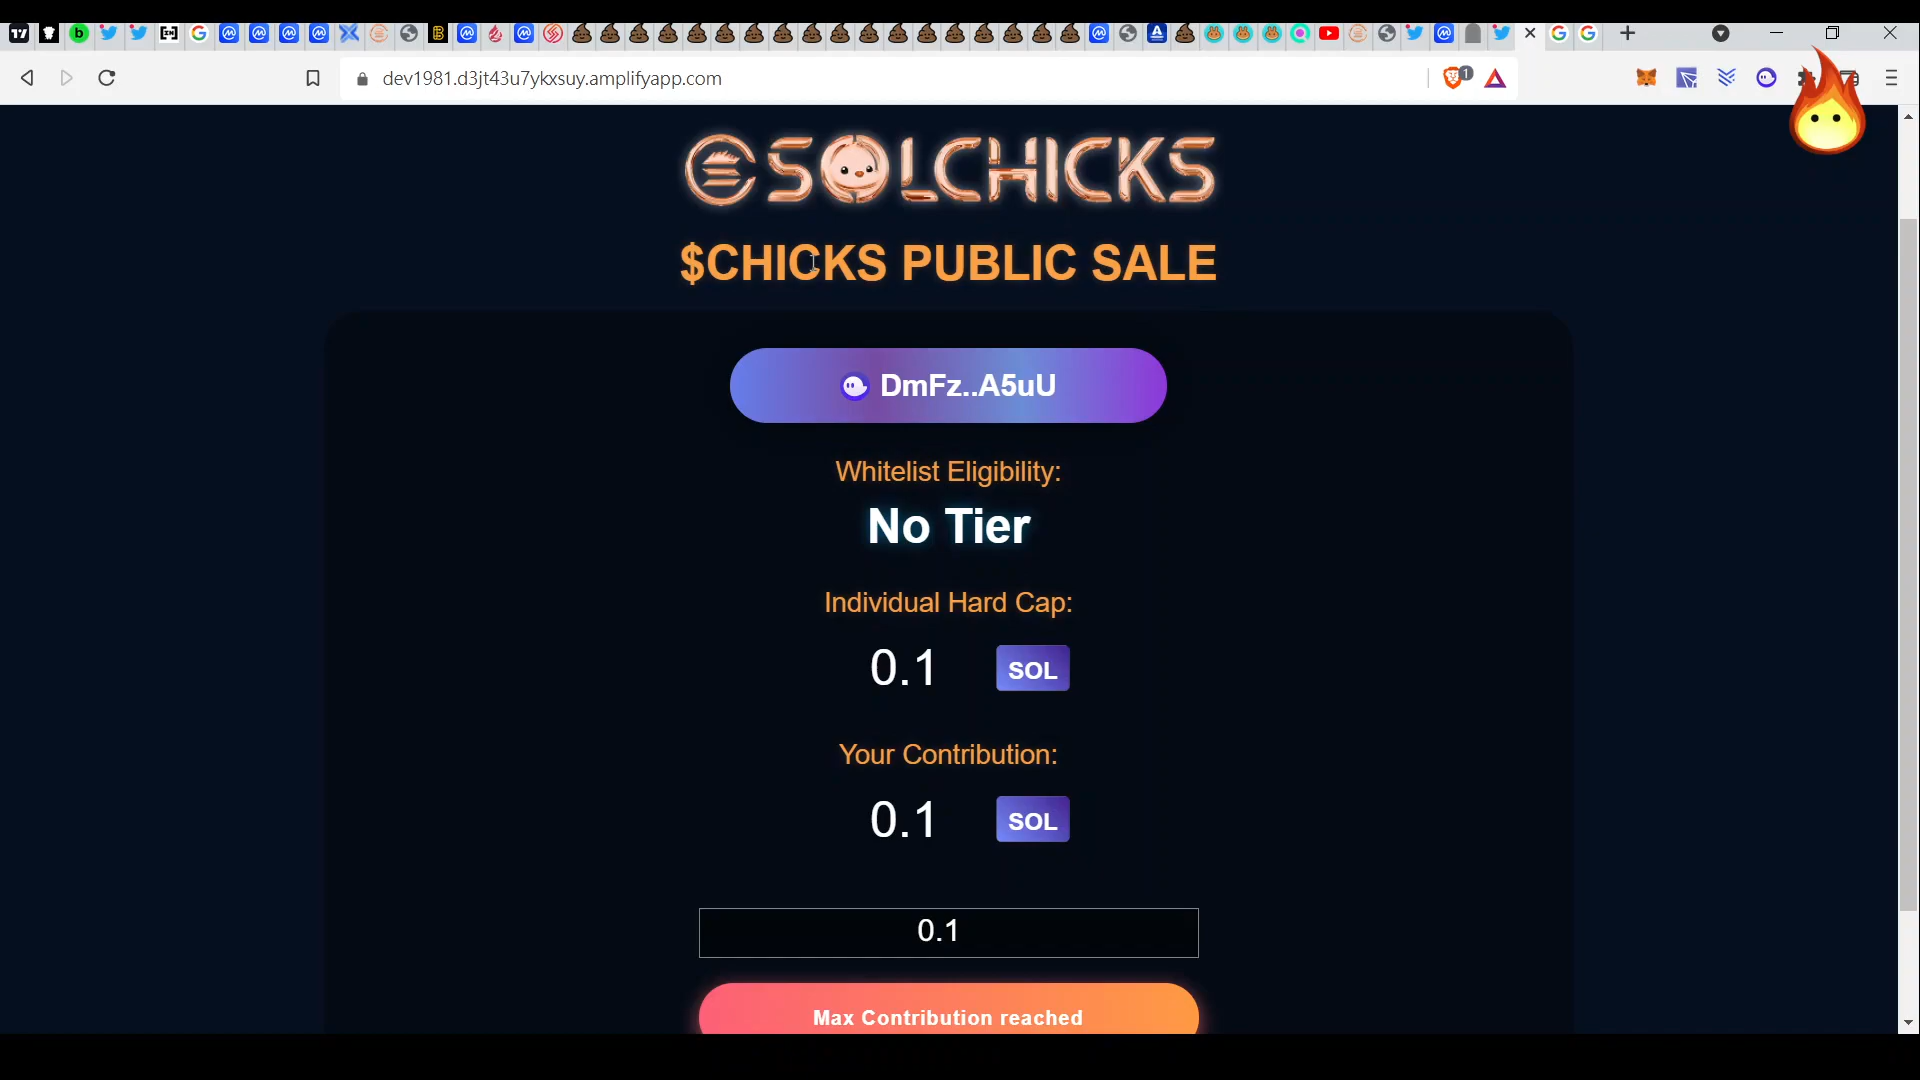 dev1981.d3jt43u7ykxsuy.amplifyapp.com
1
SOLCHICKS
$CHICKS PUBLIC SALE
DmFz..A5uU
Whitelist Eligibility:
No Tier
Individual Hard Cap:
0.1 SOL
Your Contribution:
0.1 SOL
0.1
Max Contribution reached